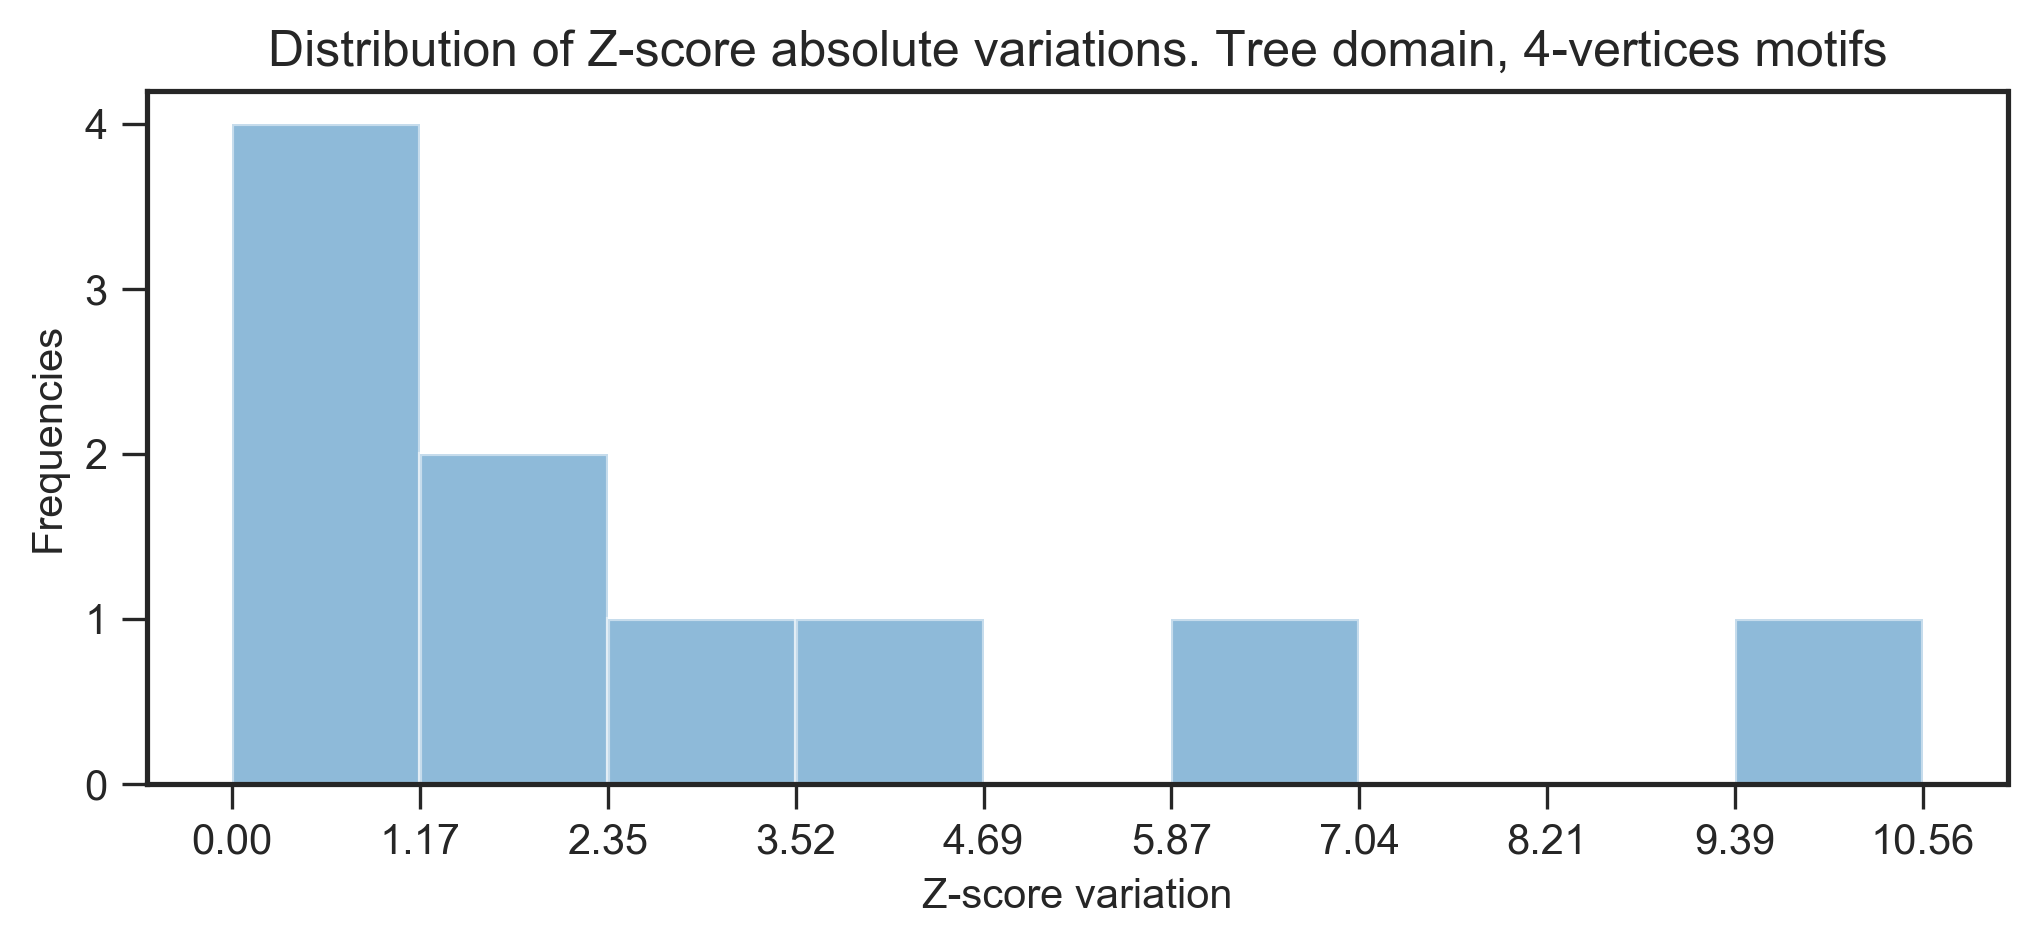 Distribution of Z-score absolute variations. Tree domain, 4-vertices motifs
4
3
2
1
0
Frequencies
0.00 1.17 2.35 3.52 4.69 5.87 7.04 8.21 9.39 10.56
Z-score variation